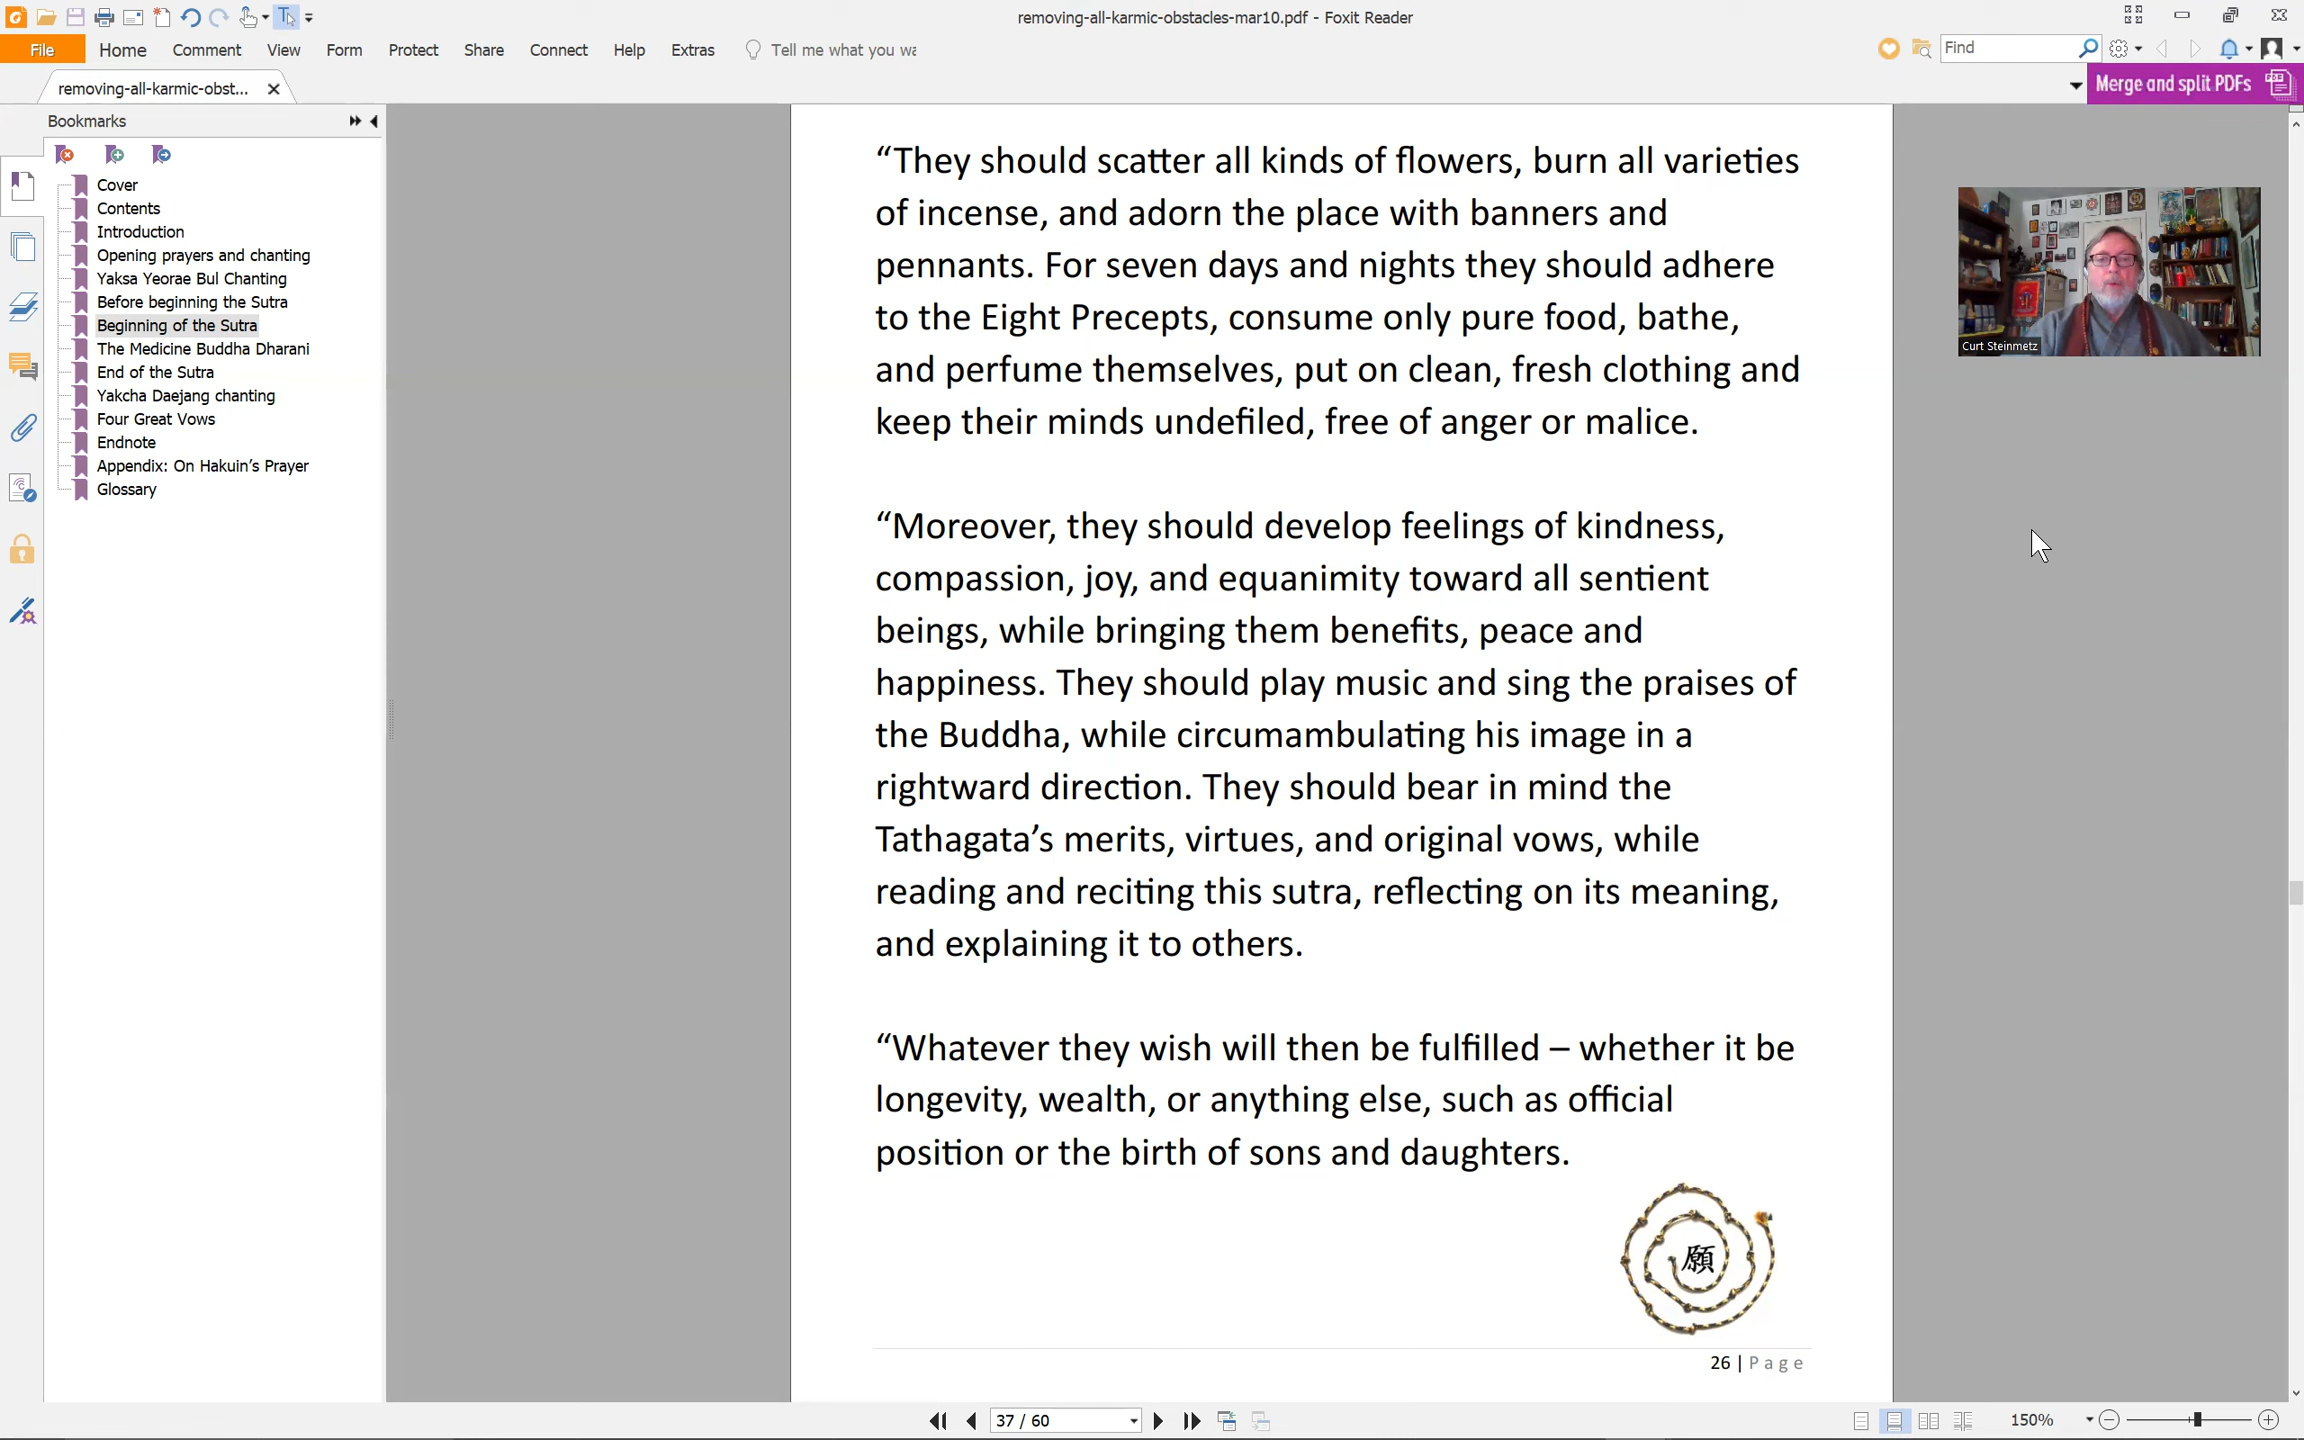 removing-all-karmic-obstacles-mar10.pdf - Foxit Reader
File Home Comment View Form Protect Share Connect Help Extras Tell me what you wa
Find
removing-all-karmic-obst...
Merge and split PDFs
Bookmarks
Cover
Contents
Introduction
Opening prayers and chanting
Yaksa Yeorae Bul Chanting
Before beginning the Sutra
Beginning of the Sutra
The Medicine Buddha Dharani
End of the Sutra
Yakcha Daejang chanting
Four Great Vows
Endnote
Appendix: On Hakuin’s Prayer
Glossary
“They should scatter all kinds of flowers, burn all varieties
of incense, and adorn the place with banners and
pennants. For seven days and nights they should adhere
to the Eight Precepts, consume only pure food, bathe,
and perfume themselves, put on clean, fresh clothing and
keep their minds undefiled, free of anger or malice.
“Moreover, they should develop feelings of kindness,
compassion, joy, and equanimity toward all sentient
beings, while bringing them benefits, peace and
happiness. They should play music and sing the praises of
the Buddha, while circumambulating his image in a
rightward direction. They should bear in mind the
Tathagata’s merits, virtues, and original vows, while
reading and reciting this sutra, reflecting on its meaning,
and explaining it to others.
“Whatever they wish will then be fulfilled – whether it be
longevity, wealth, or anything else, such as official
position or the birth of sons and daughters.
願
26 | Page
Curt Steinmetz
37 / 60
150%